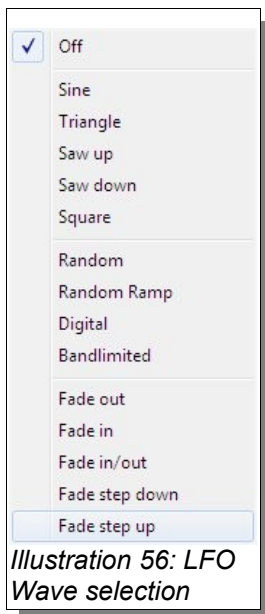 Off
Sine
Triangle
Saw up
Saw down
Square
Random
Random Ramp
Digital
Bandlimited
Fade out
Fade in
Fade in/out
Fade step down
Fade step up
Illustration 56: LFO
Wave selection